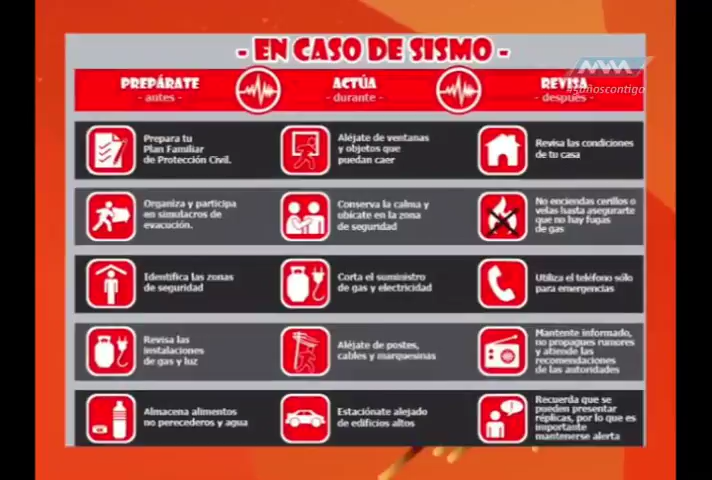 - EN CASO DE SISMO -
MVM
#5añoscontigo
PREPÁRATE
- antes -
ACTÚA
- durante -
REVISA
- después -
Prepara tu
Plan Familiar
de Protección Civil.
Aléjate de ventanas
y objetos que
puedan caer
Revisa las condiciones
de tu casa
Organiza y participa
en simulacros de
evacuación.
Conserva la calma y
ubícate en la zona
de seguridad
No enciendas cerillos o
velas hasta asegurarte
que no hay fugas
de gas
Identifica las zonas
de seguridad
Corta el suministro
de gas y electricidad
Utiliza el teléfono sólo
para emergencias
Revisa las
instalaciones
de gas y luz
Aléjate de postes,
cables y marquesinas
Mantente informado,
no propagues rumores
y atiende las
recomendaciones
de las autoridades
Almacena alimentos
no perecederos y agua
Estaciónate alejado
de edificios altos
Recuerda que se
pueden presentar
réplicas, por lo que es
importante
mantenerse alerta